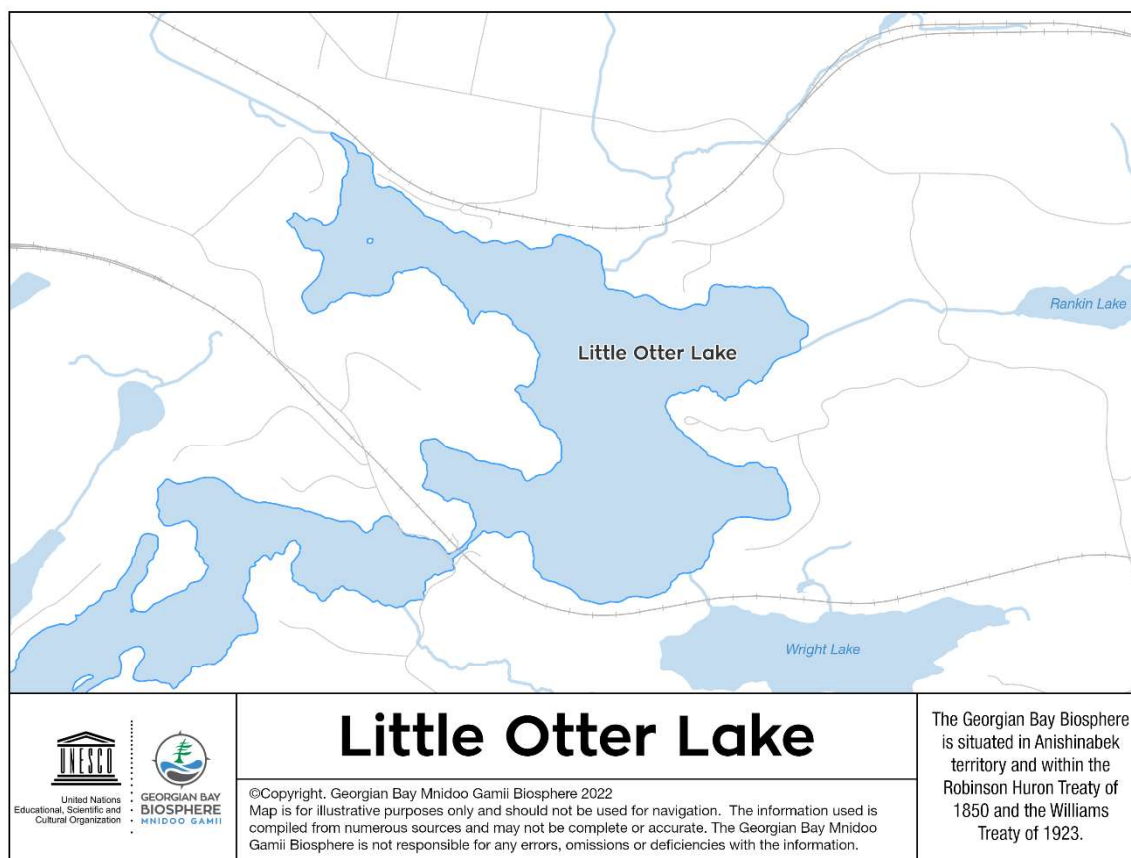 Rankin Lake
Little Otter Lake
Wright Lake
UNESCO
United Nations
Educational, Scientific and
Cultural Organization
GEORGIAN BAY
BIOSPHERE
MNIDOO GAMII
Little Otter Lake
©Copyright. Georgian Bay Mnidoo Gamii Biosphere 2022
Map is for illustrative purposes only and should not be used for navigation. The information used is
compiled from numerous sources and may not be complete or accurate. The Georgian Bay Mnidoo
Gamii Biosphere is not responsible for any errors, omissions or deficiencies with the information.
The Georgian Bay Biosphere
is situated in Anishinabek
territory and within the
Robinson Huron Treaty of
1850 and the Williams
Treaty of 1923.